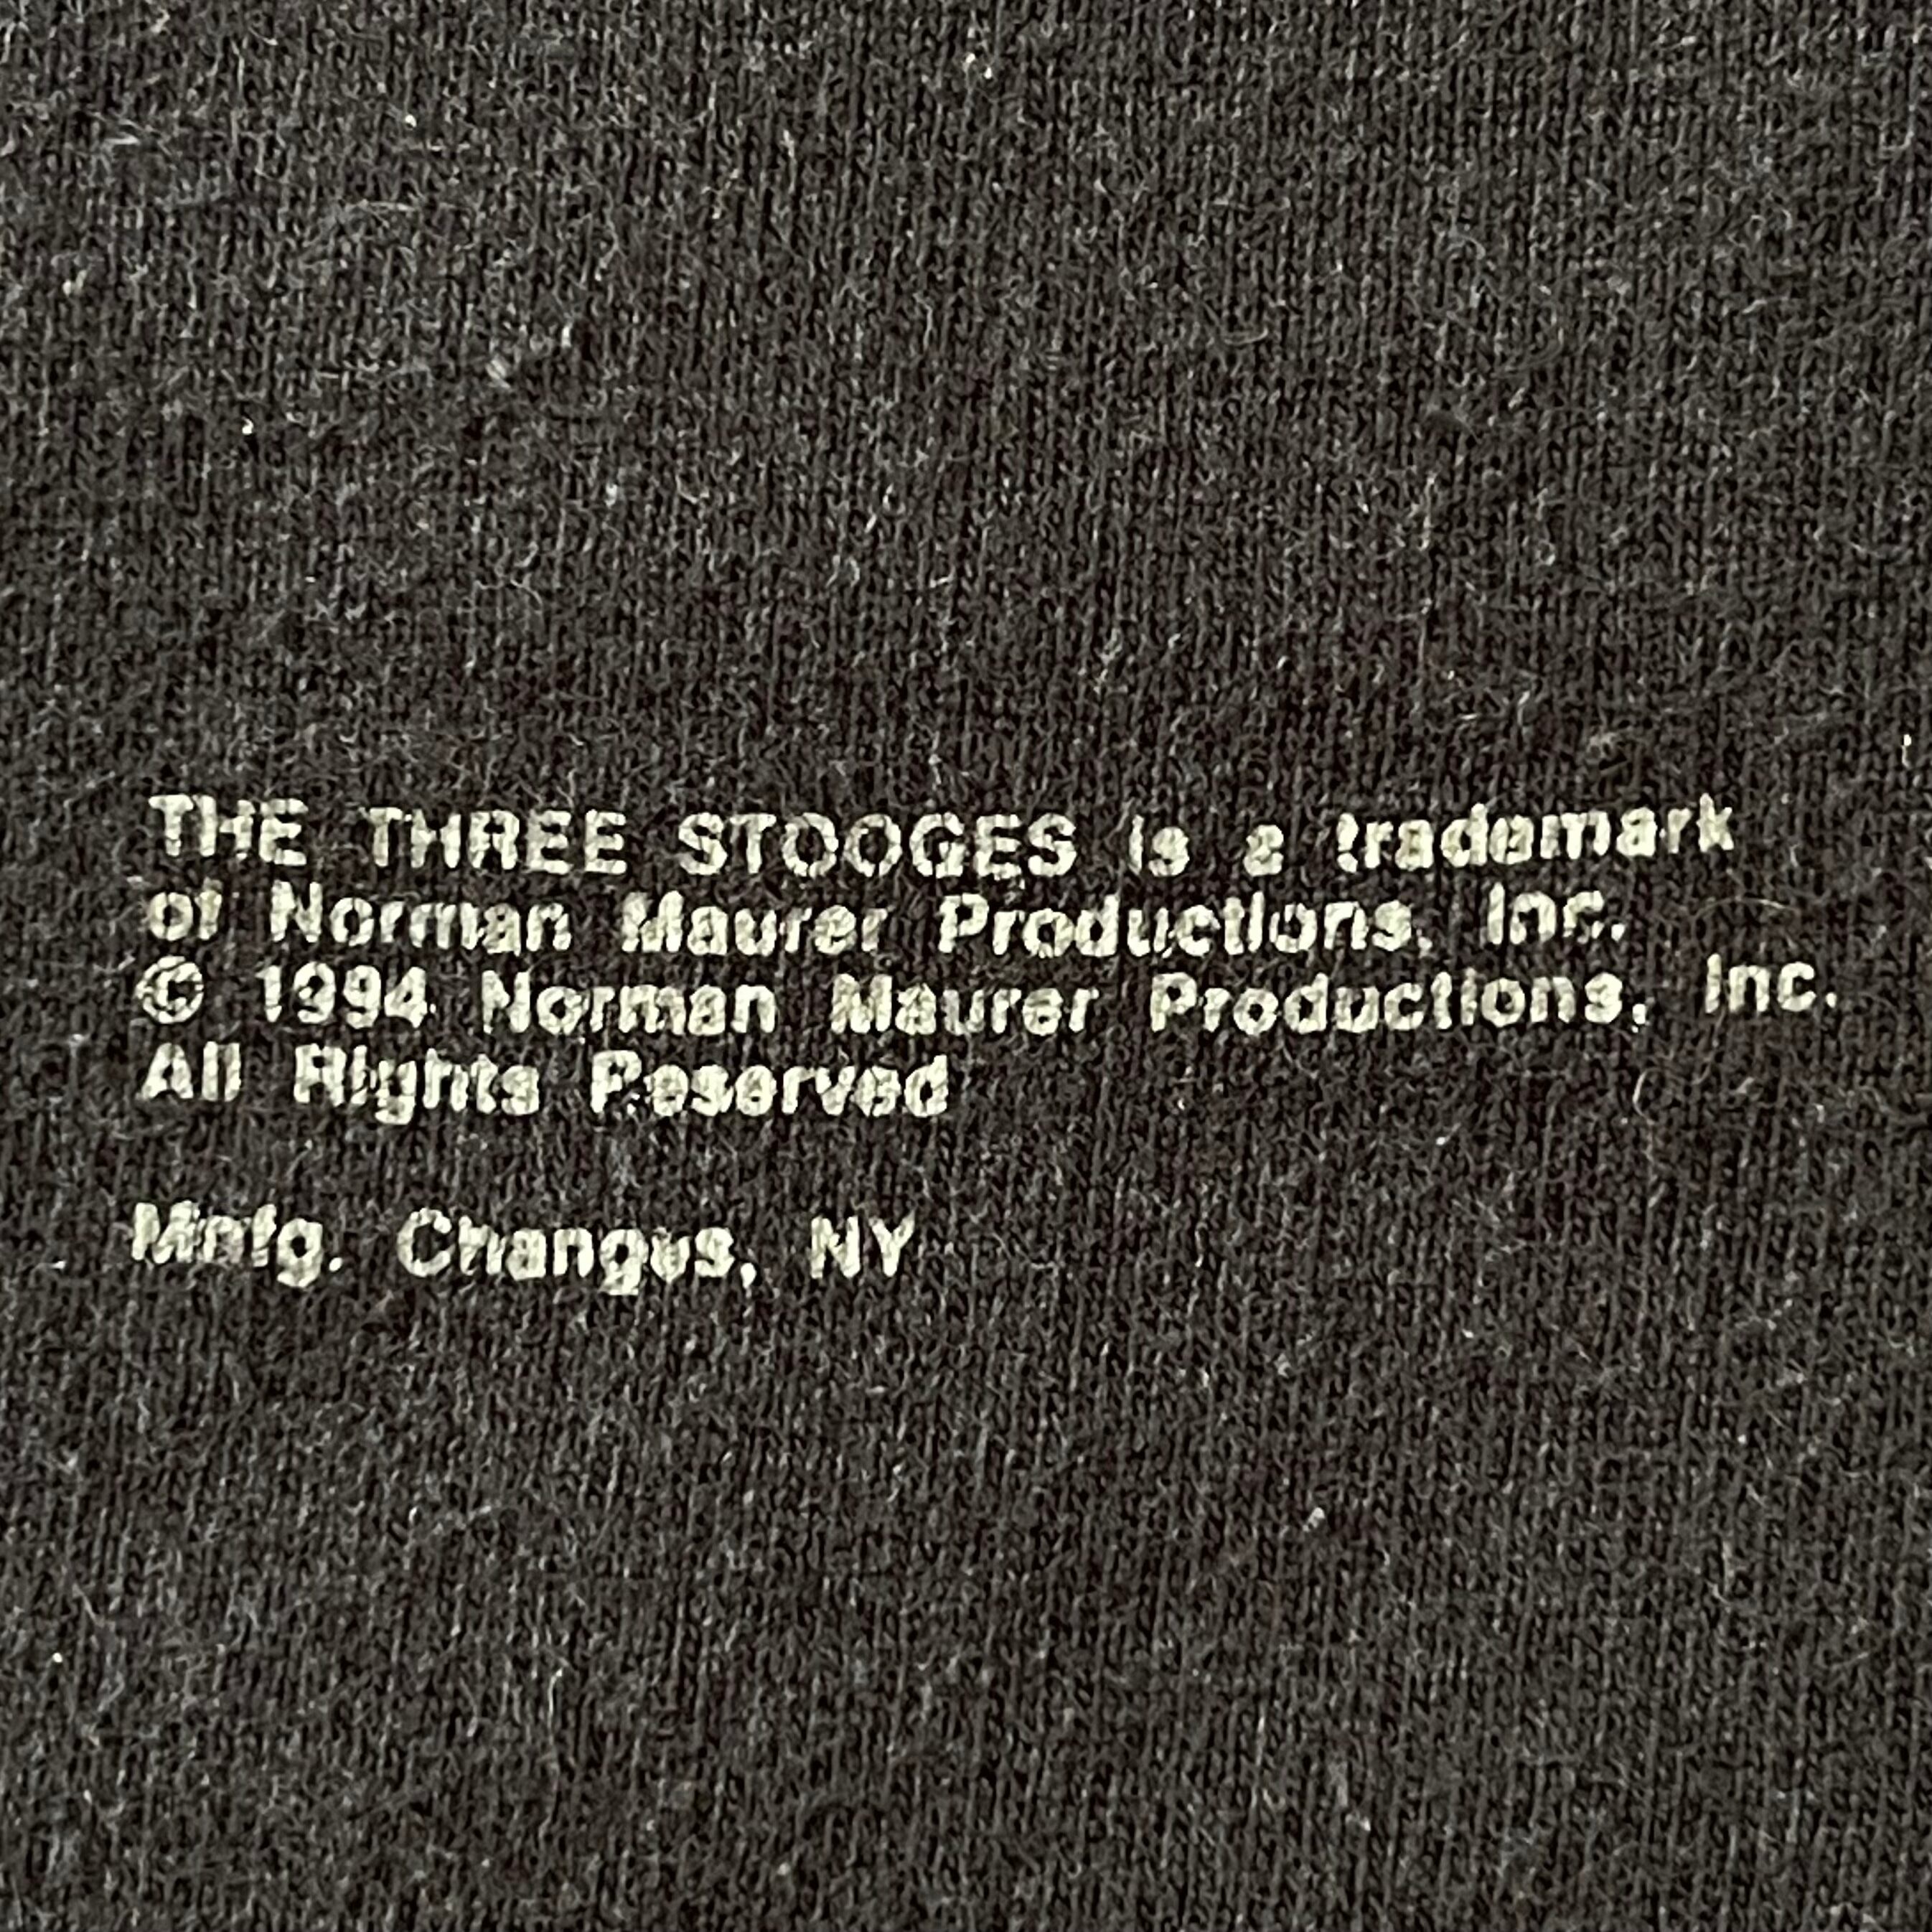 THE THREE STOOGES is a trademark
of Norman Maurer Productions, Inc.
© 1994 Norman Maurer Productions, Inc.
All Rights Reserved
Mnfg. Changes, NY